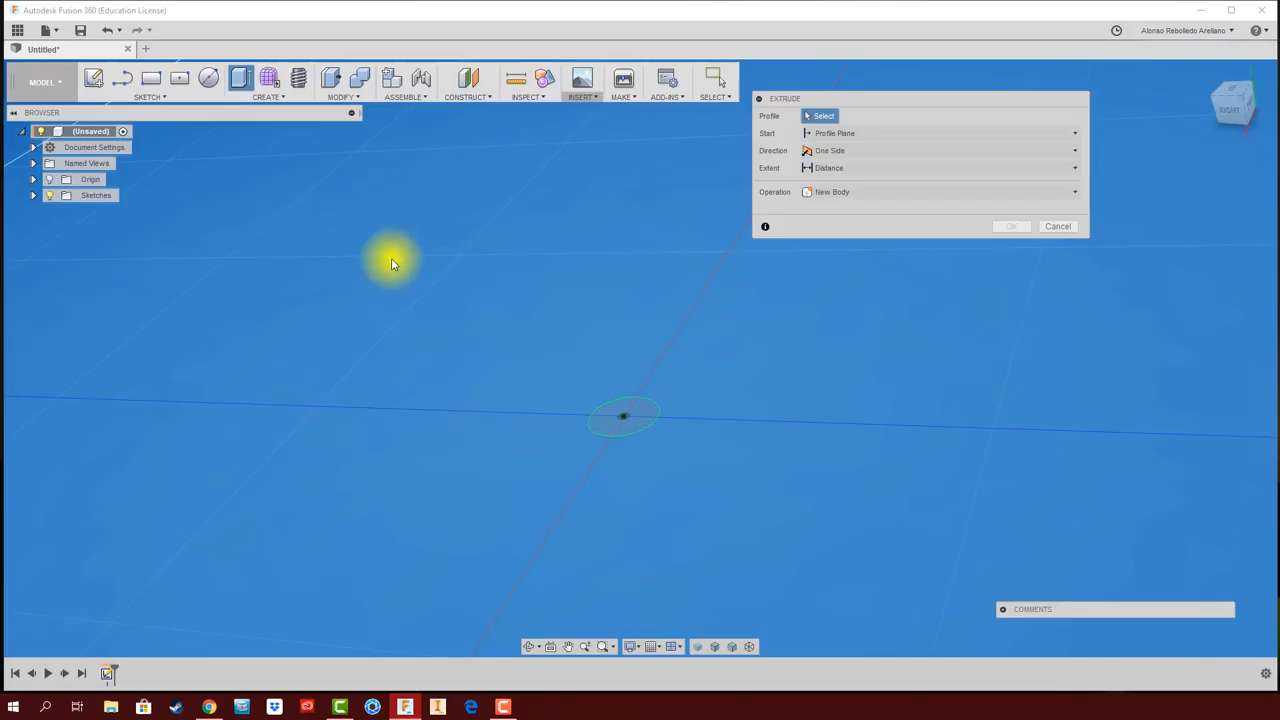 Autodesk Fusion 360 (Education License)
Alonso Rebolledo Arellano
Untitled*
MODEL
SKETCH
CREATE
MODIFY
ASSEMBLE
CONSTRUCT
INSPECT
INSERT
MAKE
ADD-INS
SELECT
BROWSER
(Unsaved)
Document Settings
Named Views
Origin
Sketches
EXTRUDE
Profile Select
Start Profile Plane
Direction One Side
Extent Distance
Operation New Body
OK Cancel
RIGHT
COMMENTS